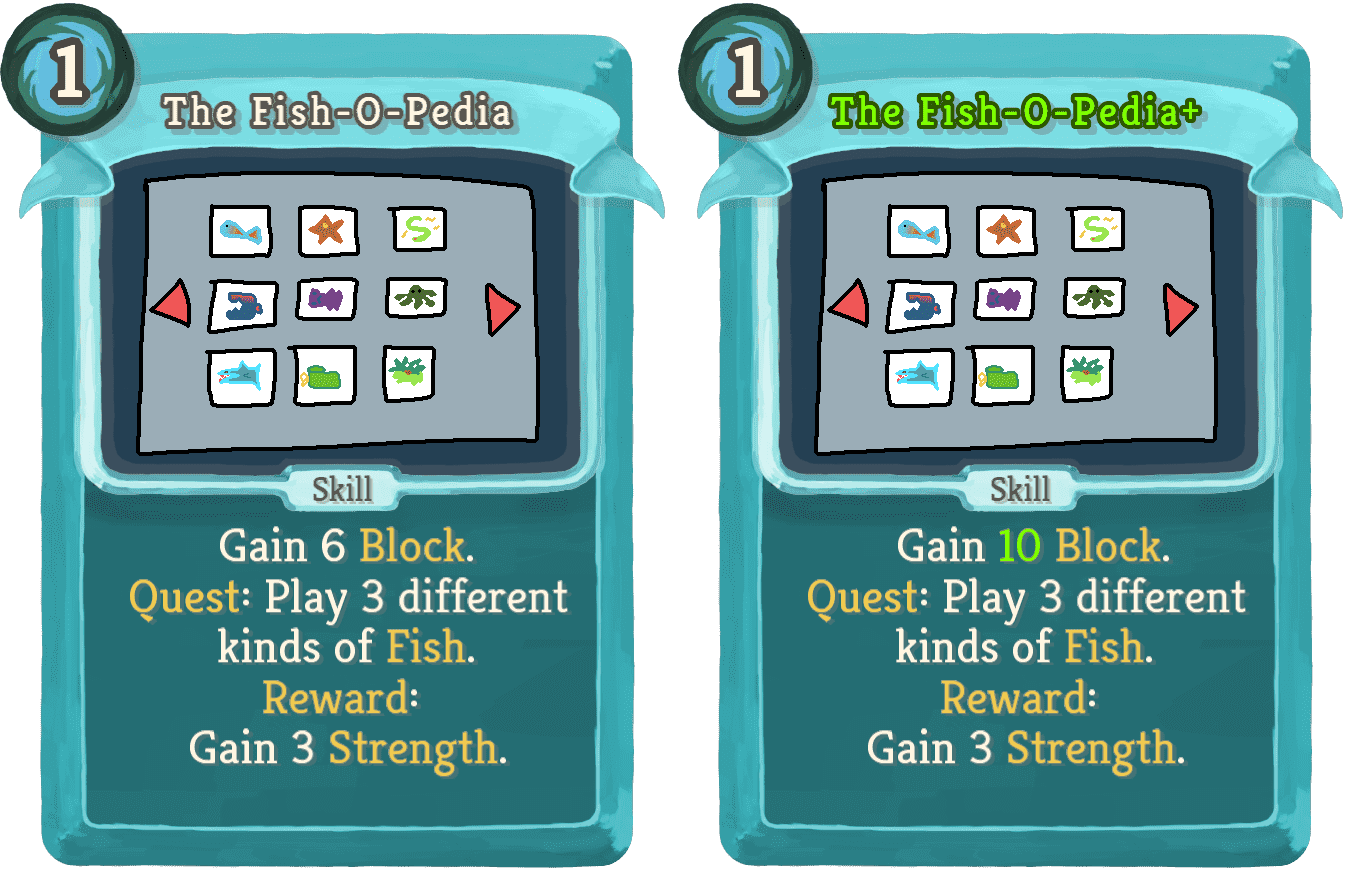 1
The Fish-O-Pedia
Skill
Gain 6 Block.
Quest: Play 3 different
kinds of Fish.
Reward:
Gain 3 Strength.
1
The Fish-O-Pedia+
Skill
Gain 10 Block.
Quest: Play 3 different
kinds of Fish.
Reward:
Gain 3 Strength.